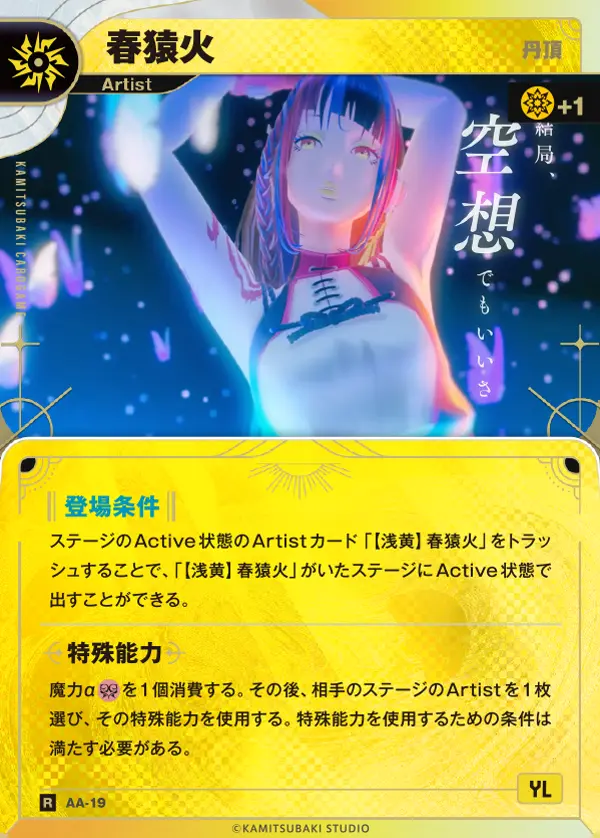 春猿火
丹頂
Artist
+1
KAMITSUBAKI CARDGAME
結局、
空想
でもいいさ
登場条件
ステージのActive状態のArtistカード「【浅黄】春猿火」をトラッ
シュすることで、「【浅黄】春猿火」がいたステージにActive状態で
出すことができる。
特殊能力
魔力α を1個消費する。その後、相手のステージのArtistを1枚
選び、その特殊能力を使用する。特殊能力を使用するための条件は
満たす必要がある。
R AA-19
YL
©KAMITSUBAKI STUDIO